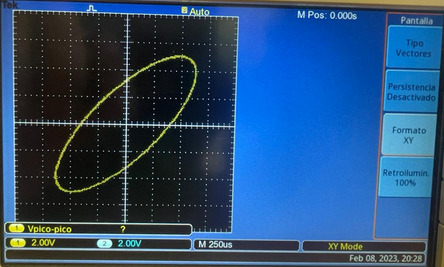 Tek
Auto
M Pos: 0.000s
Pantalla
Tipo
Vectores
Persistencia
Desactivado
Formato
XY
Retroilumin.
100%
1 Vpico-pico ?
1 2.00V 2 2.00V M 250us XY Mode
Feb 08, 2023, 20:28